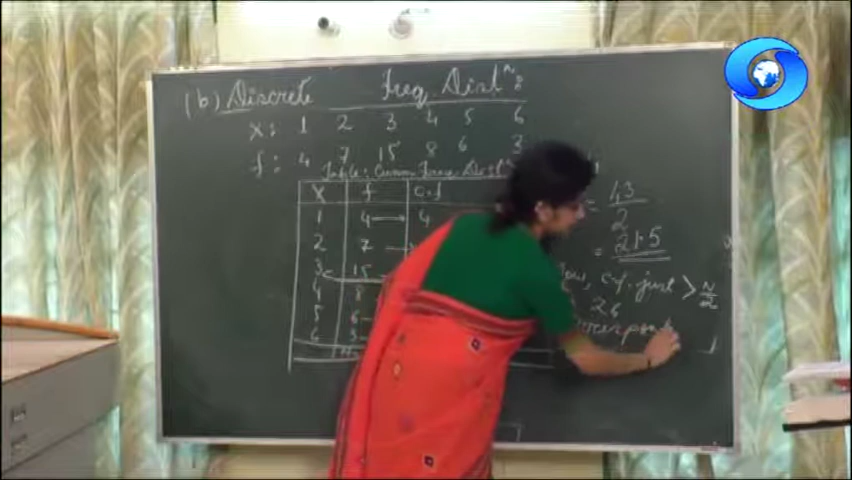 (b) Discrete Freq Distⁿ:
X: 1 2 3 4 5 6
f: 4 7 15 8 6 3
Table: Cumm. Freq. Distⁿ
X f c.f
1 4 4
2 7
3 15
4 8
5 6
6 3
N
= 43/2
= 21.5
c.f. just > N/2
26